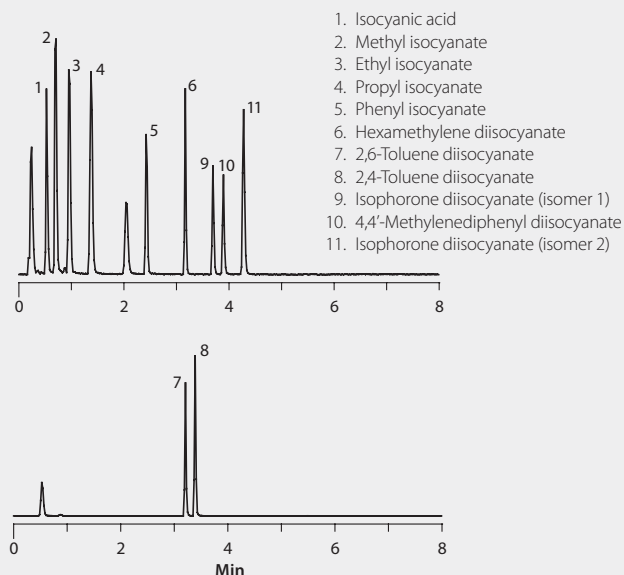 1. Isocyanic acid
2. Methyl isocyanate
3. Ethyl isocyanate
4. Propyl isocyanate
5. Phenyl isocyanate
6. Hexamethylene diisocyanate
7. 2,6-Toluene diisocyanate
8. 2,4-Toluene diisocyanate
9. Isophorone diisocyanate (isomer 1)
10. 4,4′-Methylenediphenyl diisocyanate
11. Isophorone diisocyanate (isomer 2)
1
2
3
4
5
6
9
10
11
0 2 4 6 8
7
8
0 2 4 6 8
Min